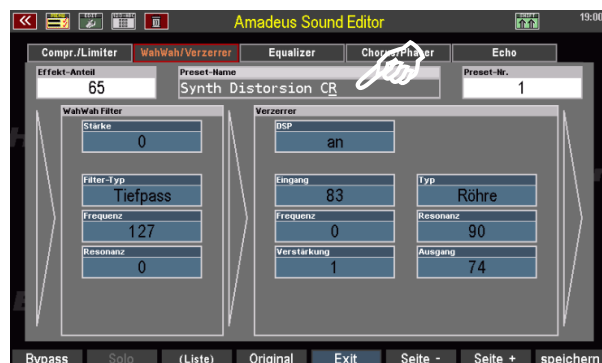 Amadeus Sound Editor
19:00
Compr./Limiter WahWah/Verzerrer Equalizer Chorus/Phaser Echo
Effekt-Anteil Preset-Name Preset-Nr.
65 Synth Distorsion CR 1
WahWah Filter Verzerrer
Stärke DSP
0 an
Filter-Typ Eingang Typ
Tiefpass 83 Röhre
Frequenz Frequenz Resonanz
127 0 90
Resonanz Verstärkung Ausgang
0 1 74
Bypass Solo (Liste) Original Exit Seite - Seite + speichern